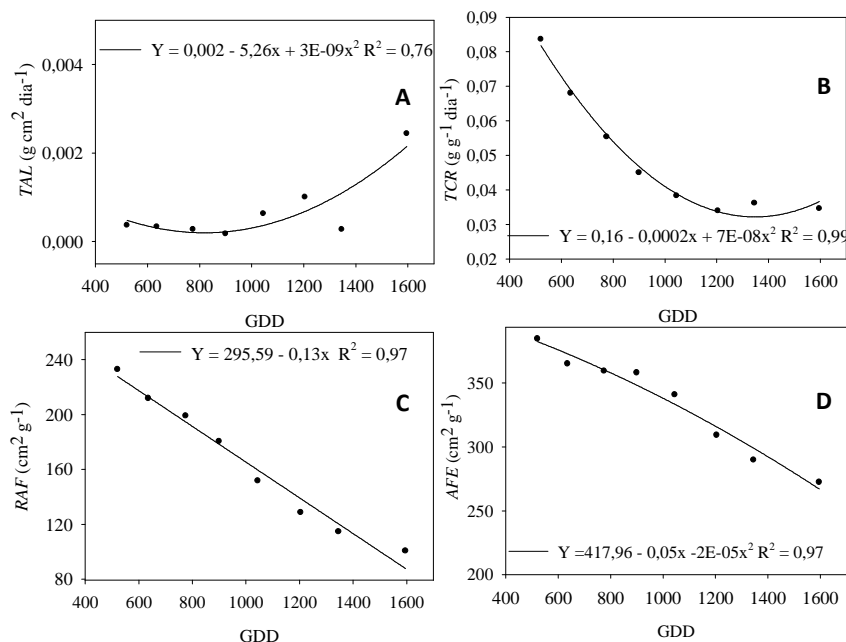 Y = 0,002 - 5,26x + 3E-09x² R² = 0,76
A
0,004
0,002
0,000
TAL (g cm² dia⁻¹)
400 600 800 1000 1200 1400 1600
GDD
0,09
0,08
0,07
0,06
0,05
0,04
0,03
0,02
TCR (g g⁻¹ dia⁻¹)
B
Y = 0,16 - 0,0002x + 7E-08x² R² = 0,99
400 600 800 1000 1200 1400 1600
GDD
Y = 295,59 - 0,13x R² = 0,97
240
200
160
120
80
RAF (cm² g⁻¹)
C
400 600 800 1000 1200 1400 1600
GDD
350
300
250
200
AFE (cm² g⁻¹)
D
Y =417,96 - 0,05x -2E-05x² R² = 0,97
400 600 800 1000 1200 1400 1600
GDD